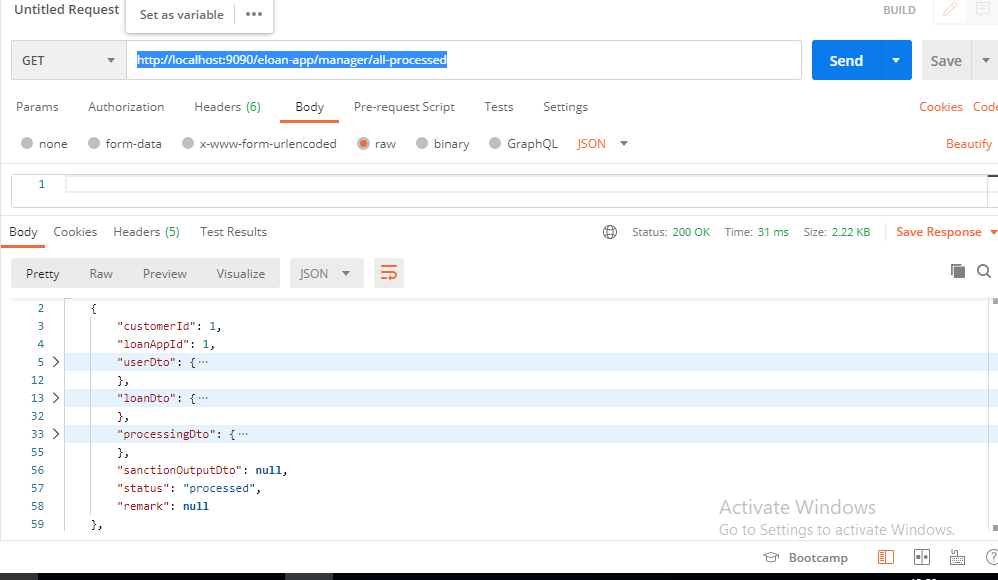 Untitled Request
Set as variable
•••
BUILD
GET
http://localhost:9090/eloan-app/manager/all-processed
Send
Save
Params Authorization Headers (6) Body Pre-request Script Tests Settings Cookies Code
none form-data x-www-form-urlencoded raw binary GraphQL JSON Beautify
1
Body Cookies Headers (5) Test Results Status: 200 OK Time: 31 ms Size: 2.22 KB Save Response
Pretty Raw Preview Visualize JSON
2 {
3 "customerId": 1,
4 "loanAppId": 1,
5 "userDto": {⋯
12 },
13 "loanDto": {⋯
32 },
33 "processingDto": {⋯
55 },
56 "sanctionOutputDto": null,
57 "status": "processed",
58 "remark": null
59 },
Activate Windows
Go to Settings to activate Windows.
Bootcamp